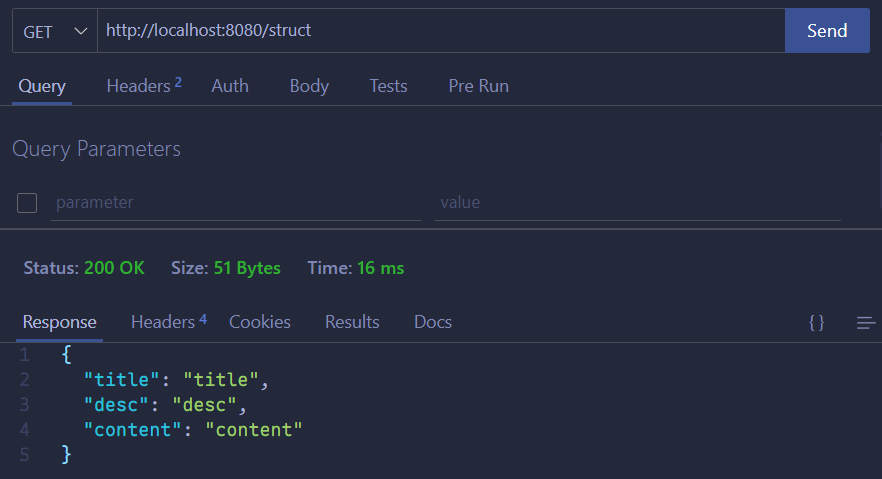 GET http://localhost:8080/struct Send
Query Headers 2 Auth Body Tests Pre Run
Query Parameters
parameter value
Status: 200 OK Size: 51 Bytes Time: 16 ms
Response Headers 4 Cookies Results Docs { }
1 {
2 "title": "title",
3 "desc": "desc",
4 "content": "content"
5 }